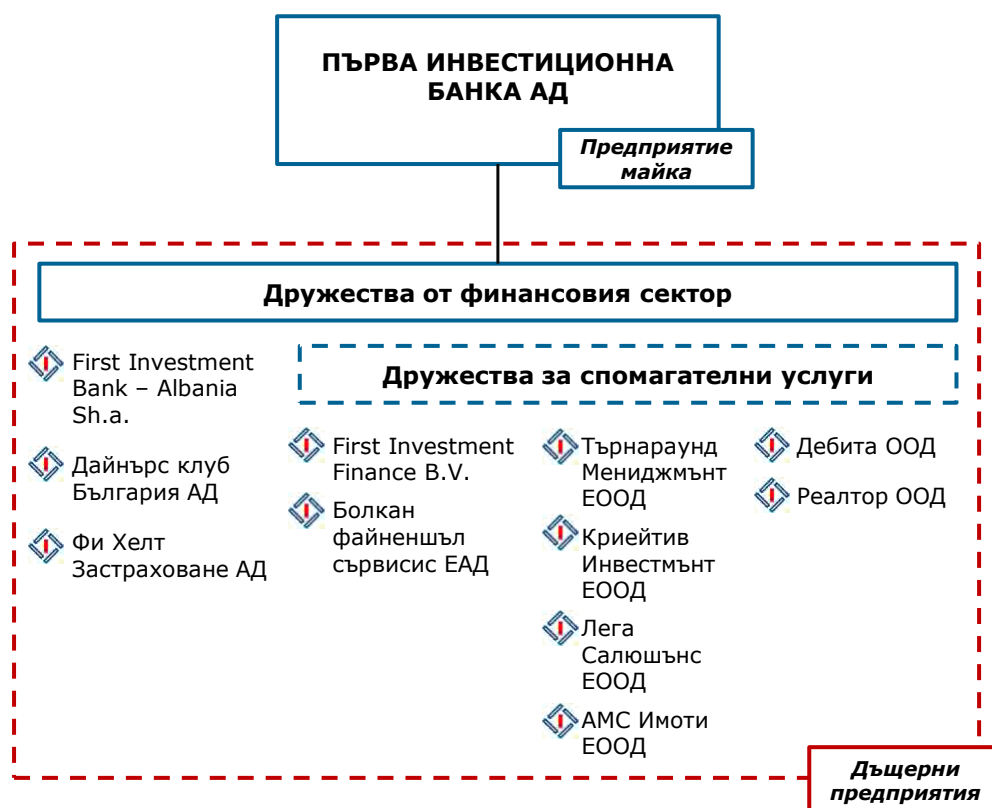 ПЪРВА ИНВЕСТИЦИОННА
БАНКА АД
Предприятие
майка
Дружества от финансовия сектор
First Investment
Bank – Albania
Sh.a.
Дайнърс клуб
България АД
Фи Хелт
Застраховане АД
Дружества за спомагателни услуги
First Investment
Finance B.V.
Болкан
файненшъл
сървисис ЕАД
Търнараунд
Мениджмънт
ЕООД
Криейтив
Инвестмънт
ЕООД
Лега
Салюшънс
ЕООД
АМС Имоти
ЕООД
Дебита ООД
Реалтор ООД
Дъщерни
предприятия